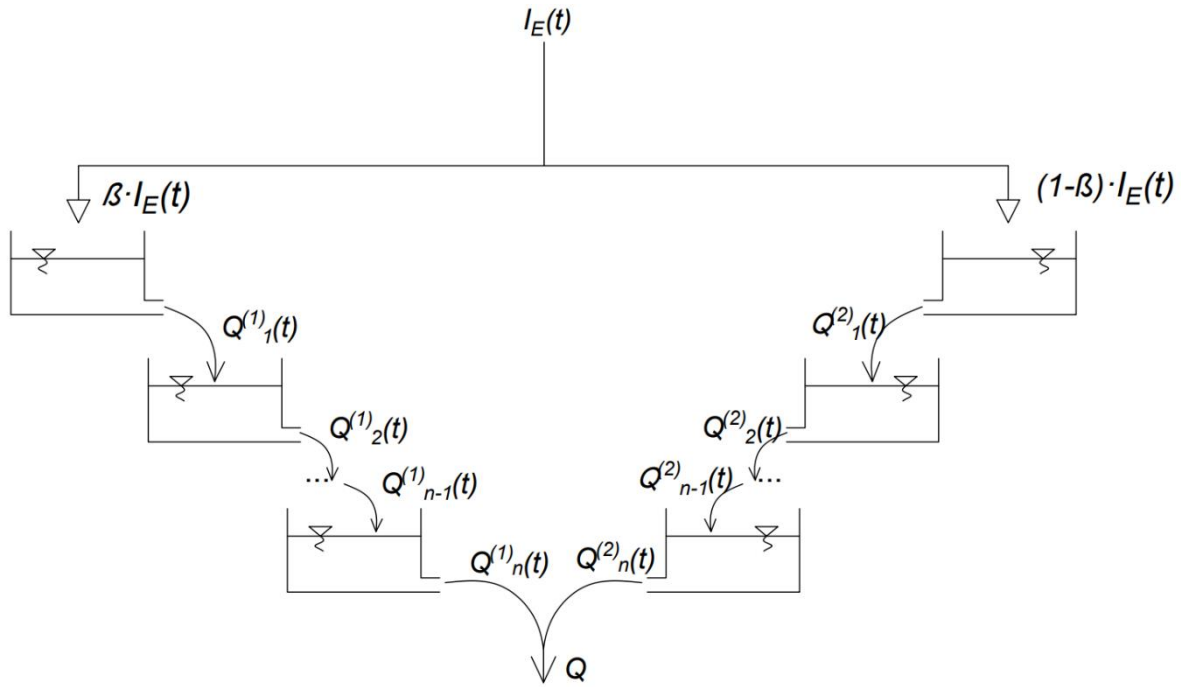 I_E(t)
ß·I_E(t)
(1-ß)·I_E(t)
Q^(1)_1(t)
Q^(2)_1(t)
Q^(1)_2(t)
Q^(2)_2(t)
...
Q^(1)_n-1(t)
Q^(2)_n-1(t)
...
Q^(1)_n(t)
Q^(2)_n(t)
Q